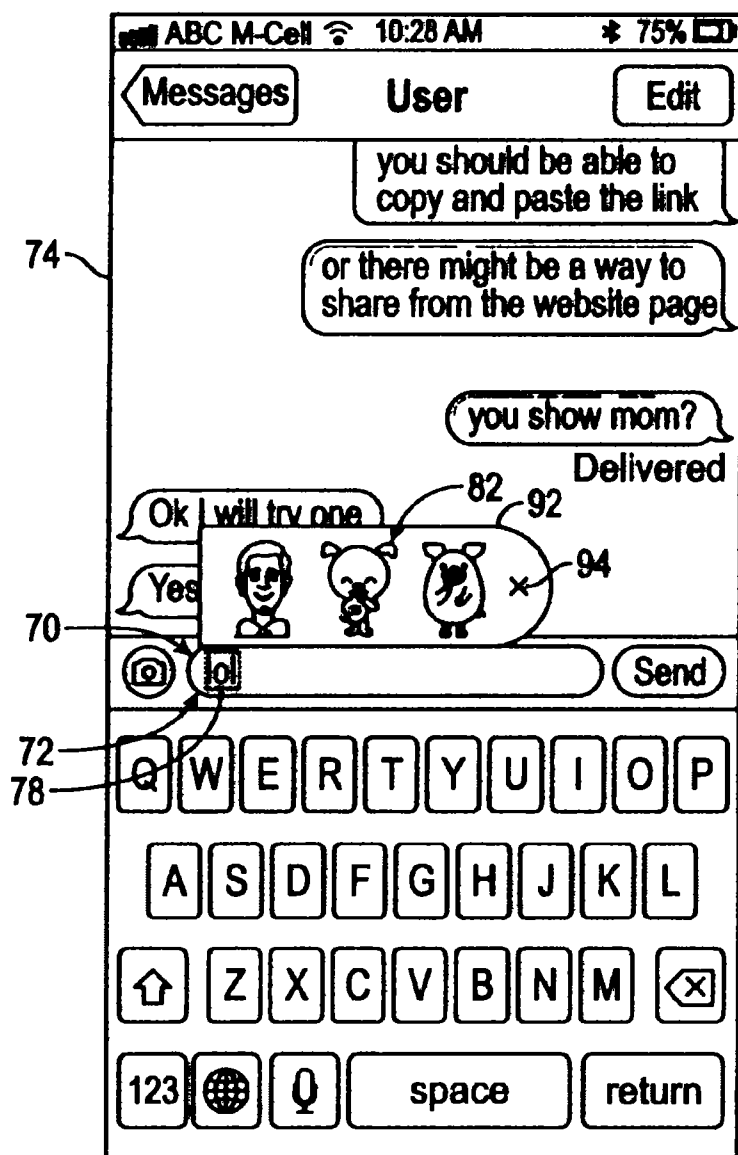 ABC M-Cell 10:28 AM 75%
Messages User Edit
you should be able to
copy and paste the link
74
or there might be a way to
share from the website page
you show mom?
Delivered
82
92
Ok I will try one
94
Yes
70
o
Send
72
78
Q W E R T Y U I O P
A S D F G H J K L
Z X C V B N M
123 space return